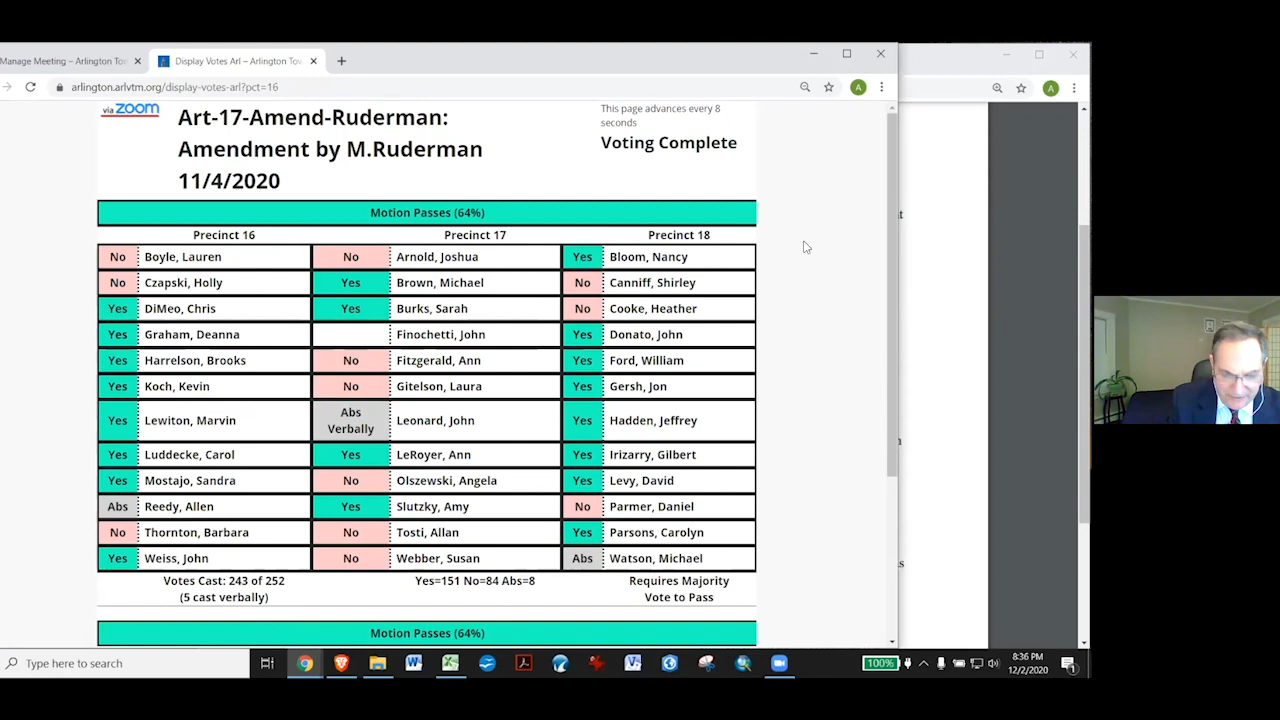 Manage Meeting – Arlington To
Display Votes Arl – Arlington Tov
arlington.arlvtm.org/display-votes-arl?pct=16
via zoom
Art-17-Amend-Ruderman:
Amendment by M.Ruderman
11/4/2020
This page advances every 8
seconds
Voting Complete
Motion Passes (64%)
Precinct 16 Precinct 17 Precinct 18
No Boyle, Lauren No Arnold, Joshua Yes Bloom, Nancy
No Czapski, Holly Yes Brown, Michael No Canniff, Shirley
Yes DiMeo, Chris Yes Burks, Sarah No Cooke, Heather
Yes Graham, Deanna Finochetti, John Yes Donato, John
Yes Harrelson, Brooks No Fitzgerald, Ann Yes Ford, William
Yes Koch, Kevin No Gitelson, Laura Yes Gersh, Jon
Yes Lewiton, Marvin Abs Verbally Leonard, John Yes Hadden, Jeffrey
Yes Luddecke, Carol Yes LeRoyer, Ann Yes Irizarry, Gilbert
Yes Mostajo, Sandra No Olszewski, Angela Yes Levy, David
Abs Reedy, Allen Yes Slutzky, Amy No Parmer, Daniel
No Thornton, Barbara No Tosti, Allan Yes Parsons, Carolyn
Yes Weiss, John No Webber, Susan Abs Watson, Michael
Votes Cast: 243 of 252 Yes=151 No=84 Abs=8 Requires Majority
(5 cast verbally) Vote to Pass
Motion Passes (64%)
Type here to search
100%
8:36 PM
12/2/2020